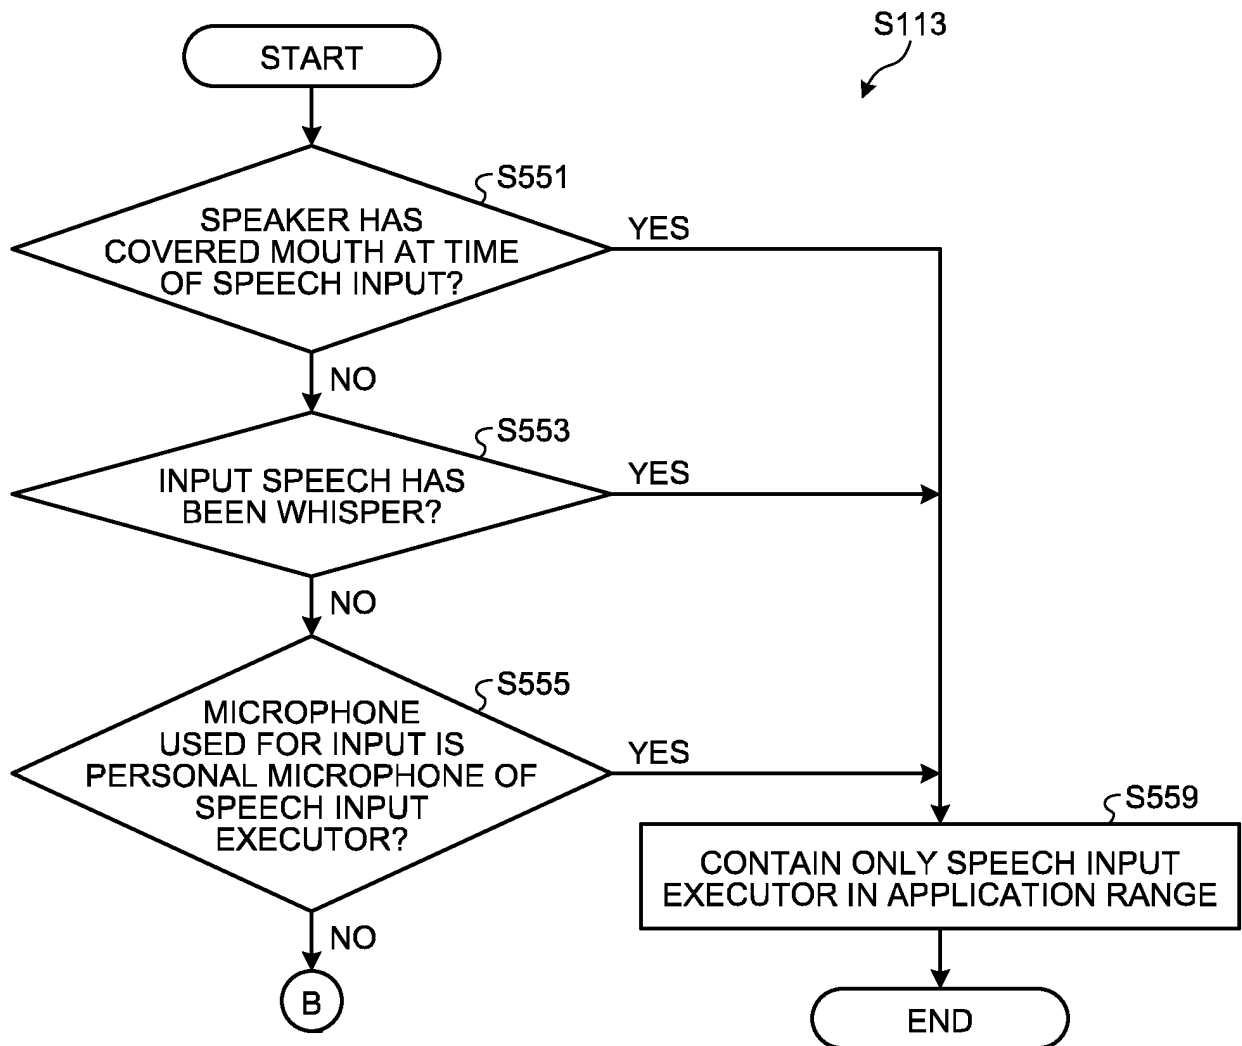 S113
START
S551
SPEAKER HAS
COVERED MOUTH AT TIME
OF SPEECH INPUT?
YES
NO
S553
INPUT SPEECH HAS
BEEN WHISPER?
YES
NO
S555
MICROPHONE
USED FOR INPUT IS
PERSONAL MICROPHONE OF
SPEECH INPUT
EXECUTOR?
YES
NO
B
S559
CONTAIN ONLY SPEECH INPUT
EXECUTOR IN APPLICATION RANGE
END